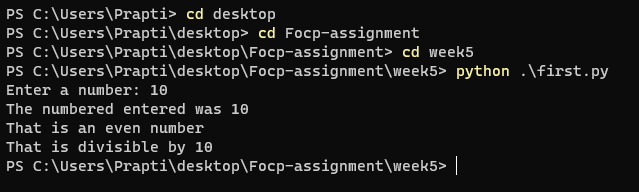 PS C:\Users\Prapti> cd desktop
PS C:\Users\Prapti\desktop> cd Focp-assignment
PS C:\Users\Prapti\desktop\Focp-assignment> cd week5
PS C:\Users\Prapti\desktop\Focp-assignment\week5> python .\first.py
Enter a number: 10
The numbered entered was 10
That is an even number
That is divisible by 10
PS C:\Users\Prapti\desktop\Focp-assignment\week5>